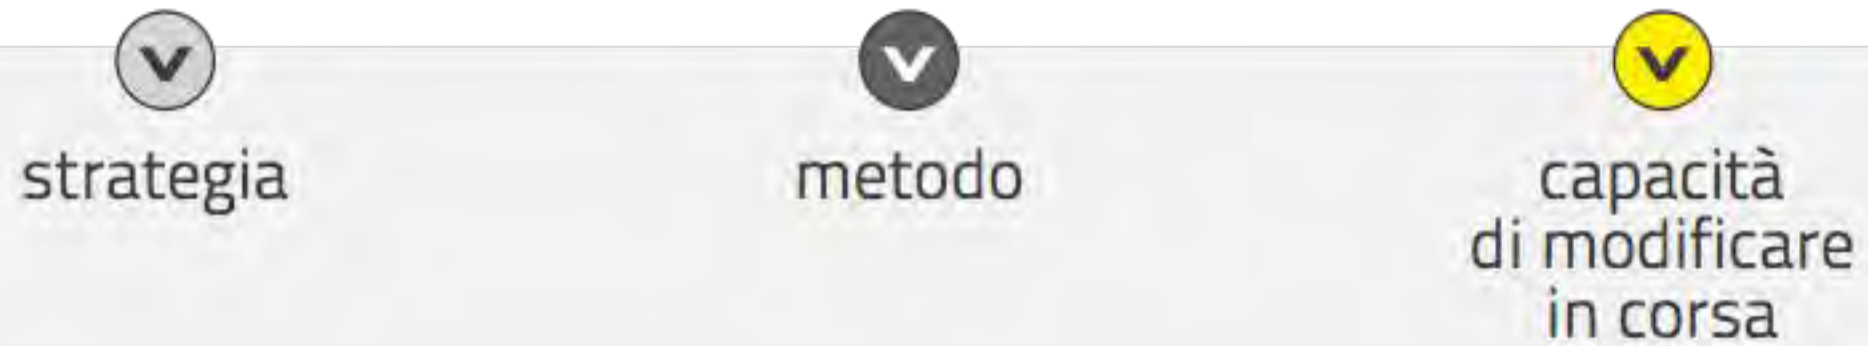 strategia
metodo
capacità
di modificare
in corsa